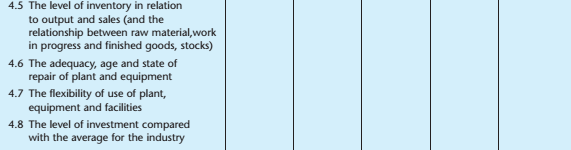 4.5 The level of inventory in relation
to output and sales (and the
relationship between raw material,work
in progress and finished goods, stocks)
4.6 The adequacy, age and state of
repair of plant and equipment
4.7 The flexibility of use of plant,
equipment and facilities
4.8 The level of investment compared
with the average for the industry